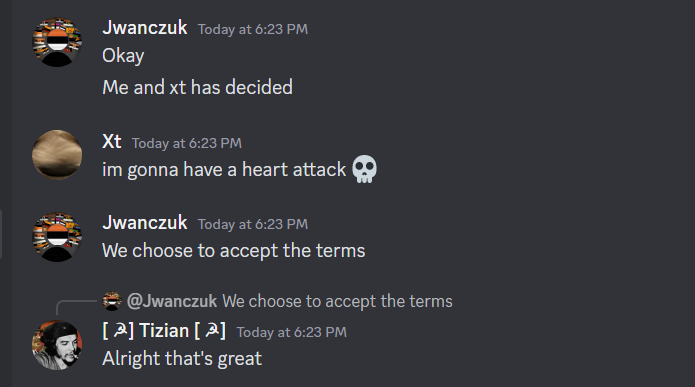 Jwanczuk Today at 6:23 PM
Okay
Me and xt has decided
Xt Today at 6:23 PM
im gonna have a heart attack 💀
Jwanczuk Today at 6:23 PM
We choose to accept the terms
@Jwanczuk We choose to accept the terms
[ ☭] Tizian [ ☭] Today at 6:23 PM
Alright that's great